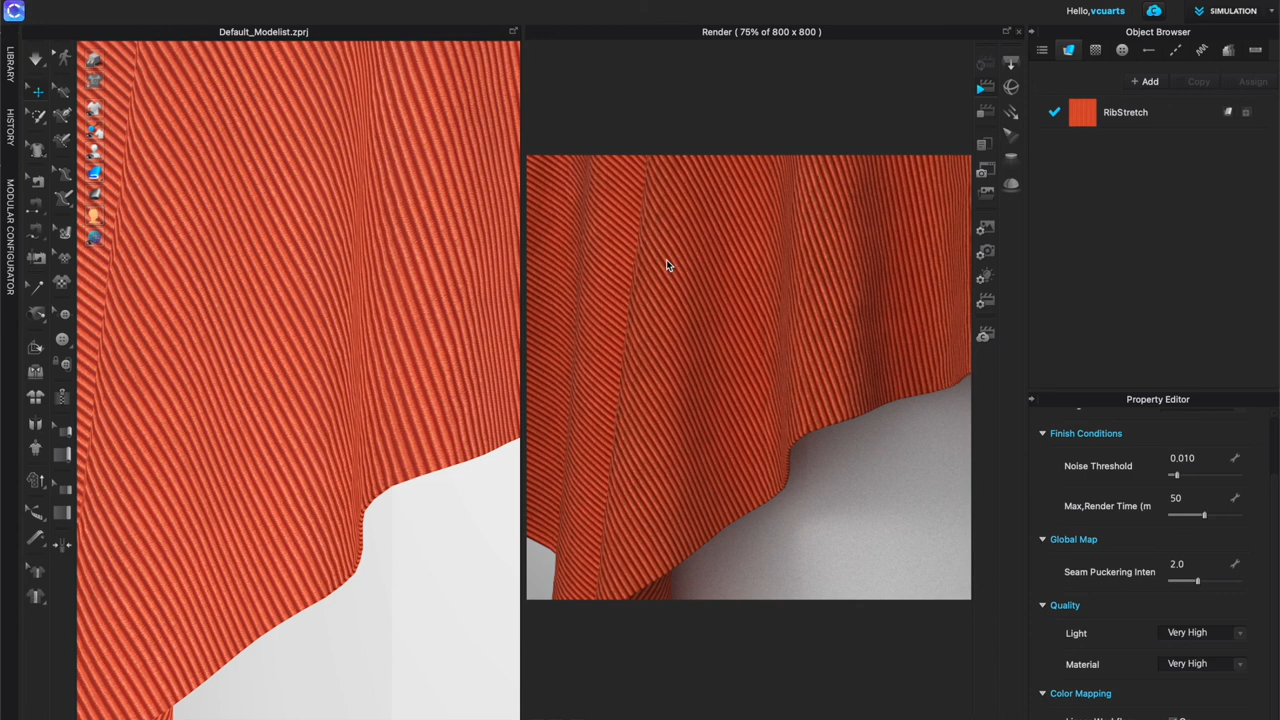 Hello,vcuarts
SIMULATION
Default_Modelist.zprj
Render ( 75% of 800 x 800 )
Object Browser
LIBRARY
HISTORY
MODULAR CONFIGURATOR
+ Add
Copy
Assign
RibStretch
Property Editor
Finish Conditions
Noise Threshold
0.010
Max,Render Time (m
50
Global Map
Seam Puckering Inten
2.0
Quality
Light
Very High
Material
Very High
Color Mapping